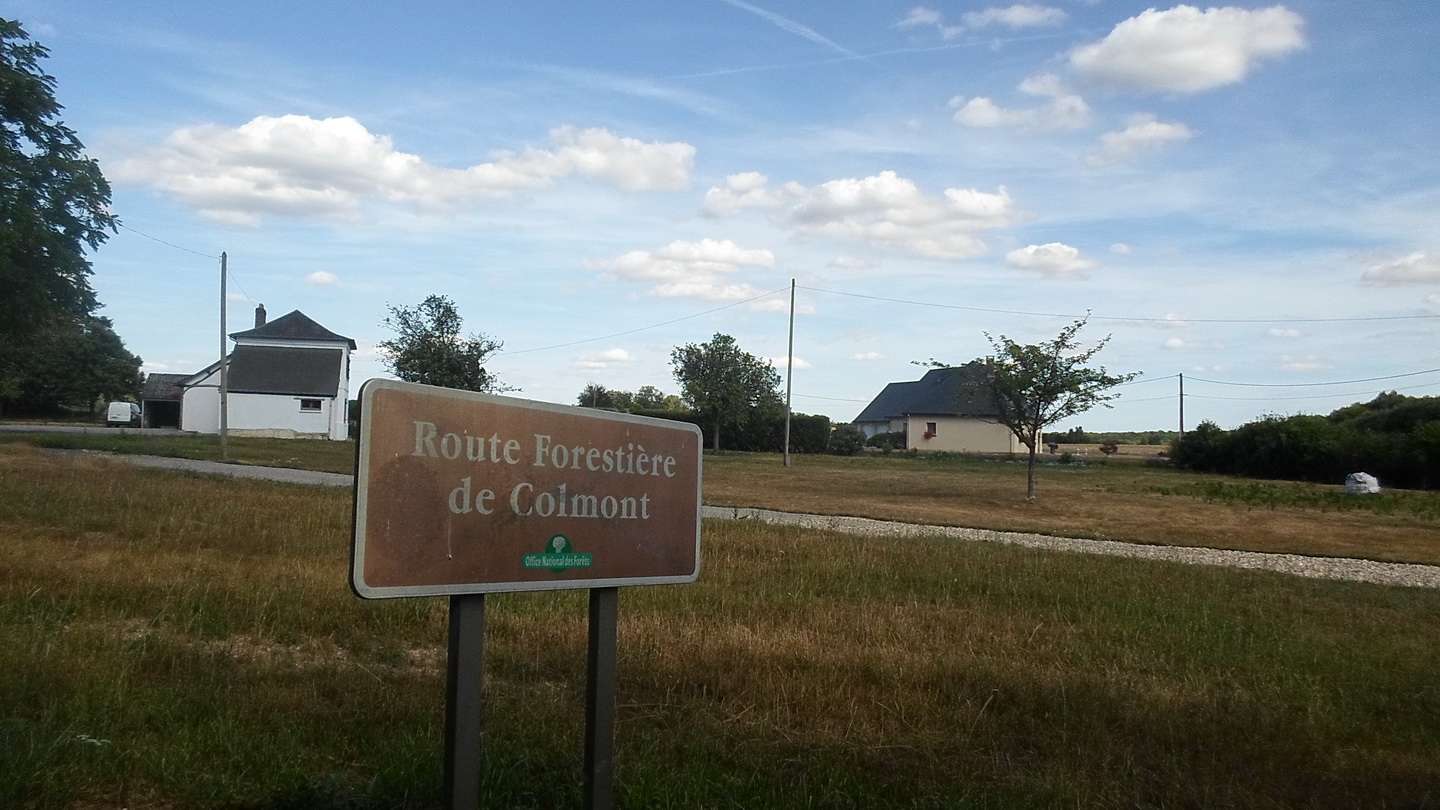 Route Forestière
de Colmont
Office National des Forêts